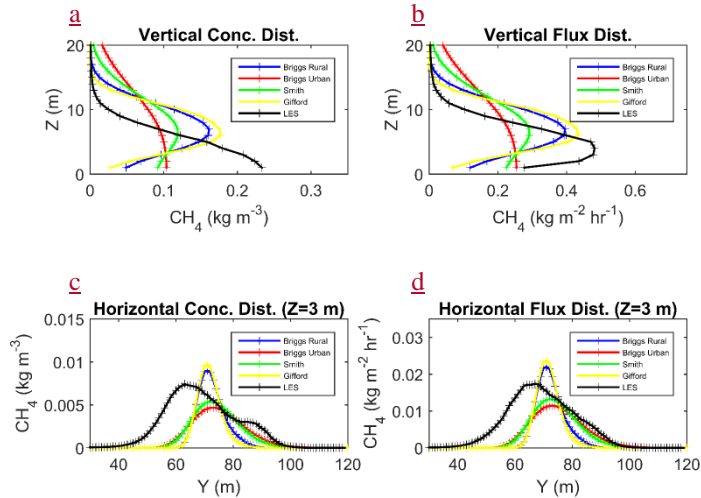 a
Vertical Conc. Dist.
20
10
0
Z (m)
0
0.1
0.2
0.3
CH4 (kg m-3)
Briggs Rural
Briggs Urban
Smith
Gifford
LES
b
Vertical Flux Dist.
20
10
0
Z (m)
0
0.2
0.4
0.6
CH4 (kg m-2 hr-1)
Briggs Rural
Briggs Urban
Smith
Gifford
LES
c
Horizontal Conc. Dist. (Z=3 m)
0.015
0.01
0.005
0
CH4 (kg m-3)
40
60
80
100
120
Y (m)
Briggs Rural
Briggs Urban
Smith
Gifford
LES
d
Horizontal Flux Dist. (Z=3 m)
0.03
0.02
0.01
0
CH4 (kg m-2 hr-1)
40
60
80
100
120
Y (m)
Briggs Rural
Briggs Urban
Smith
Gifford
LES